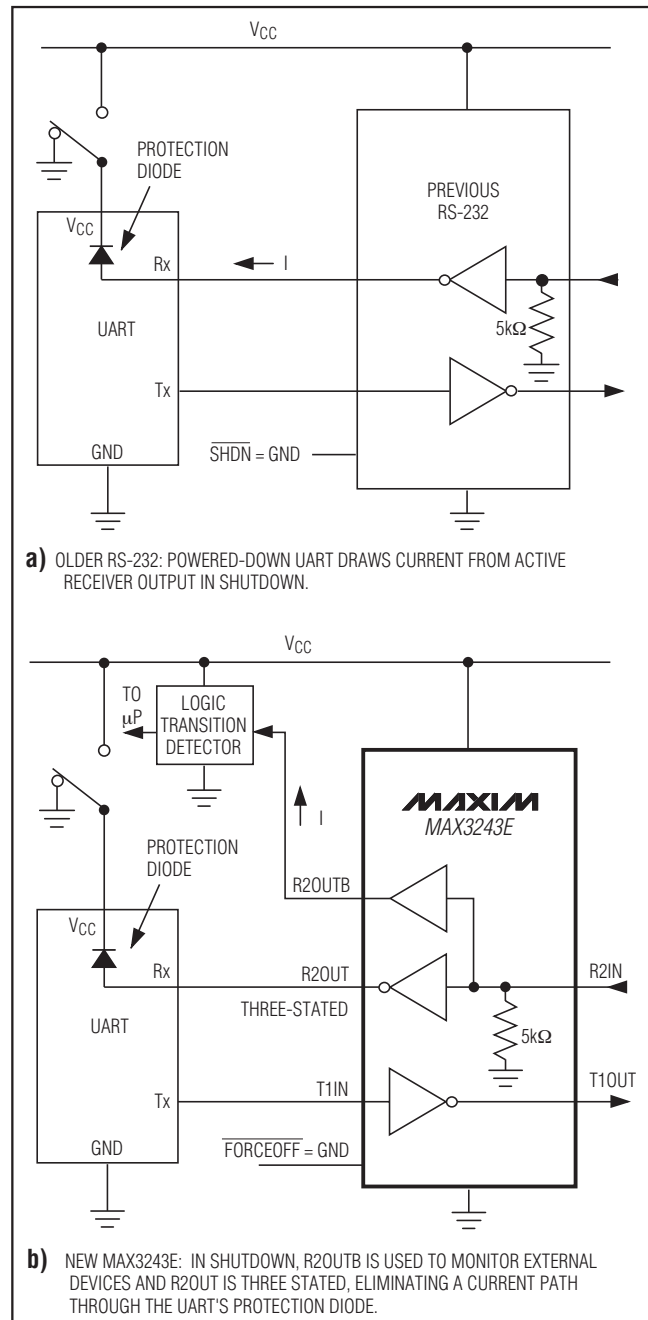 VCC
PROTECTION
DIODE
PREVIOUS
RS-232
VCC
Rx
I
5kΩ
UART
Tx
GND
SHDN = GND
a) OLDER RS-232: POWERED-DOWN UART DRAWS CURRENT FROM ACTIVE
RECEIVER OUTPUT IN SHUTDOWN.
VCC
TO
μP
LOGIC
TRANSITION
DETECTOR
MAXIM
MAX3243E
I
PROTECTION
DIODE
R2OUTB
VCC
Rx
R2OUT
R2IN
THREE-STATED
UART
5kΩ
Tx
T1IN
T1OUT
GND
FORCEOFF = GND
b) NEW MAX3243E: IN SHUTDOWN, R2OUTB IS USED TO MONITOR EXTERNAL
DEVICES AND R2OUT IS THREE STATED, ELIMINATING A CURRENT PATH
THROUGH THE UART'S PROTECTION DIODE.